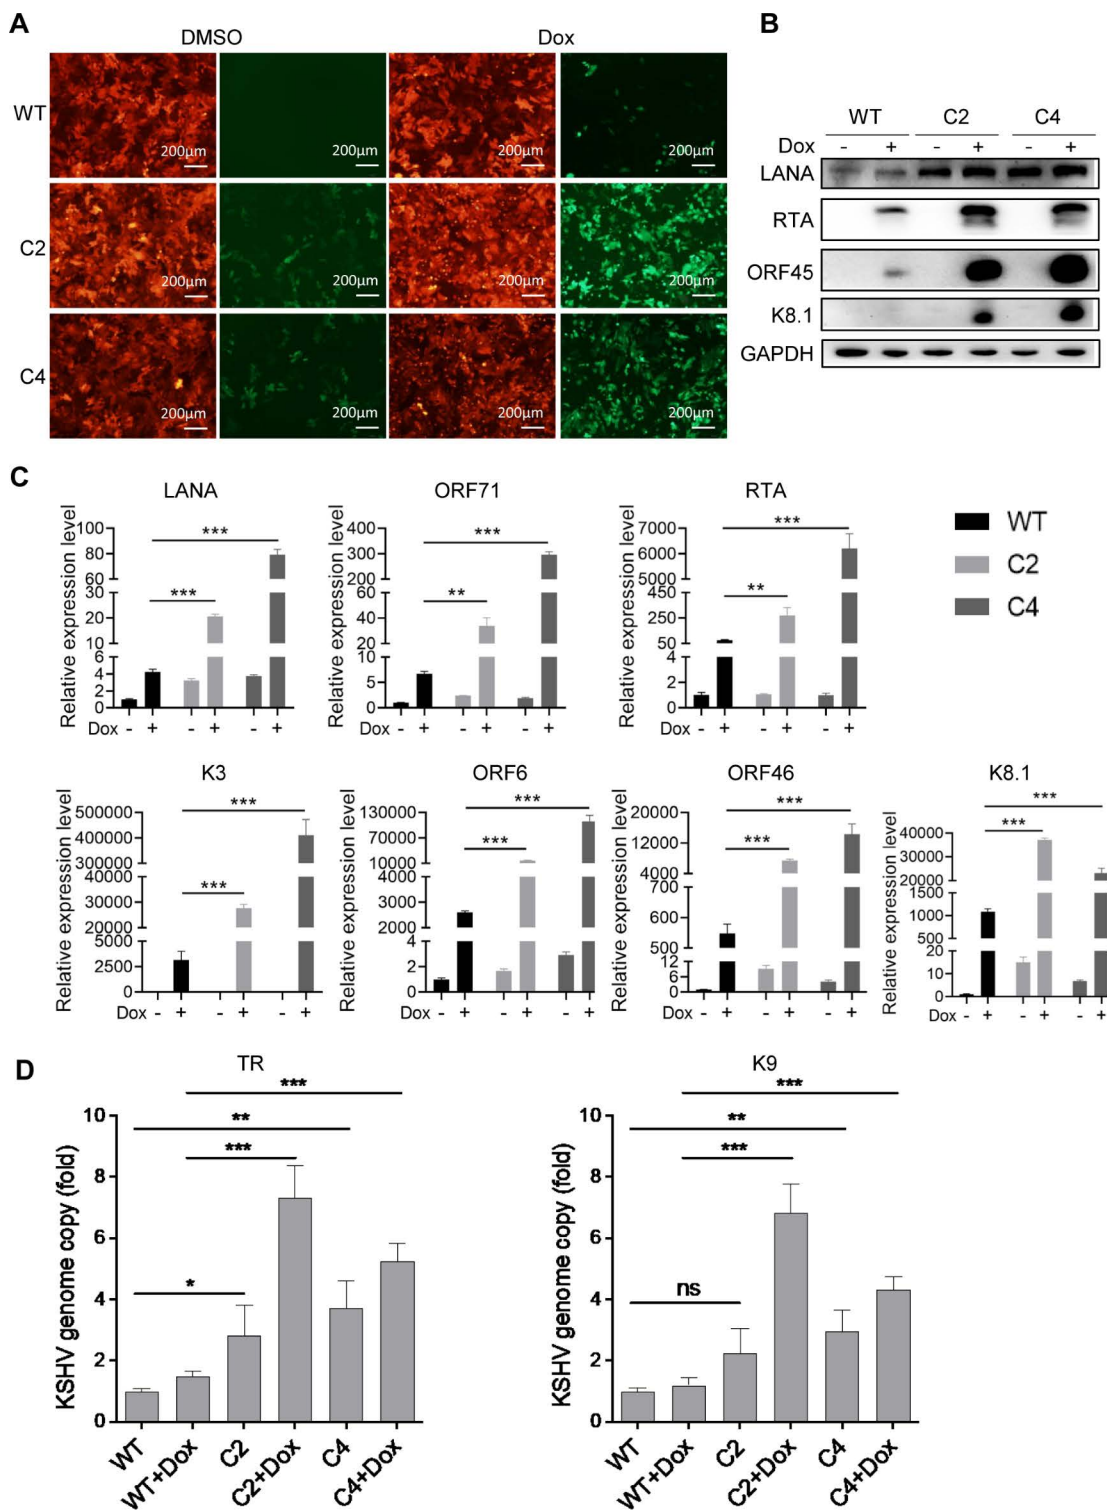 A
DMSO Dox
WT 200μm 200μm 200μm 200μm
C2 200μm 200μm 200μm 200μm
C4 200μm 200μm 200μm 200μm
B
WT C2 C4
Dox - + - + - +
LANA
RTA
ORF45
K8.1
GAPDH
C
LANA
Relative expression level
100
80
60
30
20
10
6
4
2
0
***
***
Dox - + - + - +
ORF71
Relative expression level
400
300
200
100
60
40
20
10
5
0
***
**
Dox - + - + - +
RTA
Relative expression level
7000
6000
5000
450
250
50
4
2
0
***
**
Dox - + - + - +
WT
C2
C4
K3
Relative expression level
500000
400000
300000
40000
30000
20000
5000
2500
0
***
***
Dox - + - + - +
ORF6
Relative expression level
130000
70000
10000
4000
3000
2000
4
2
0
***
***
Dox - + - + - +
ORF46
Relative expression level
20000
12000
4000
700
600
500
12
6
0
***
***
Dox - + - + - +
K8.1
Relative expression level
40000
30000
20000
1500
1000
500
20
10
0
***
***
Dox - + - + - +
D
TR
KSHV genome copy (fold)
10
8
6
4
2
0
***
**
***
*
WT WT+Dox C2 C2+Dox C4 C4+Dox
K9
KSHV genome copy (fold)
10
8
6
4
2
0
***
**
***
ns
WT WT+Dox C2 C2+Dox C4 C4+Dox